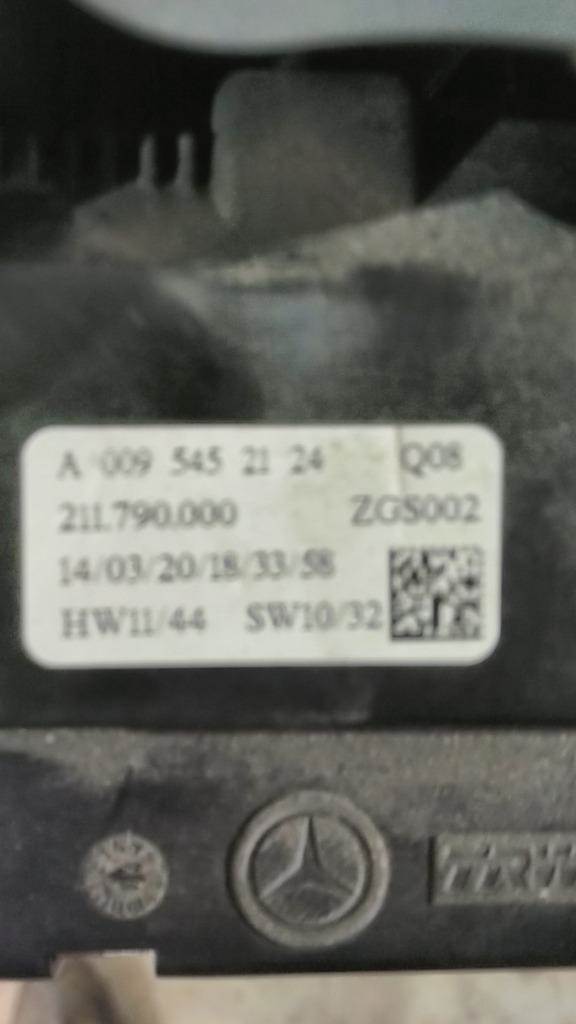 A 009 545 21 24 Q08
211.790.000 ZGS002
14/03/20/18/33/58
HW11/44 SW10/32
TRW